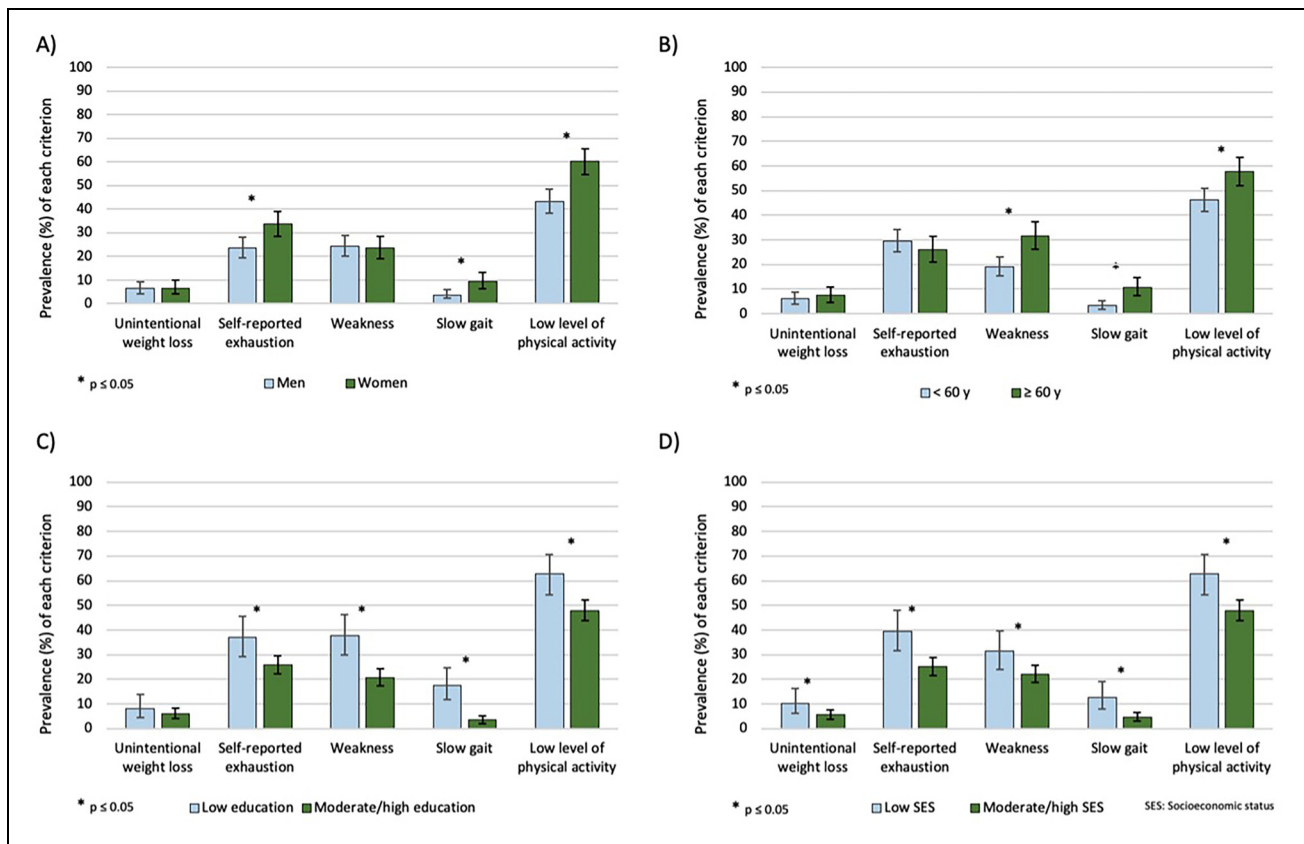 A)
Prevalence (%) of each criterion
100
90
80
70
60
50
40
30
20
10
0
*
*
*
Unintentional weight loss
Self-reported exhaustion
Weakness
Slow gait
Low level of physical activity
* p ≤ 0.05
Men
Women
B)
Prevalence (%) of each criterion
100
90
80
70
60
50
40
30
20
10
0
*
*
*
Unintentional weight loss
Self-reported exhaustion
Weakness
Slow gait
Low level of physical activity
* p ≤ 0.05
< 60 y
≥ 60 y
C)
Prevalence (%) of each criterion
100
90
80
70
60
50
40
30
20
10
0
*
*
*
*
Unintentional weight loss
Self-reported exhaustion
Weakness
Slow gait
Low level of physical activity
* p ≤ 0.05
Low education
Moderate/high education
D)
Prevalence (%) of each criterion
100
90
80
70
60
50
40
30
20
10
0
*
*
*
*
*
Unintentional weight loss
Self-reported exhaustion
Weakness
Slow gait
Low level of physical activity
* p ≤ 0.05
Low SES
Moderate/high SES
SES: Socioeconomic status